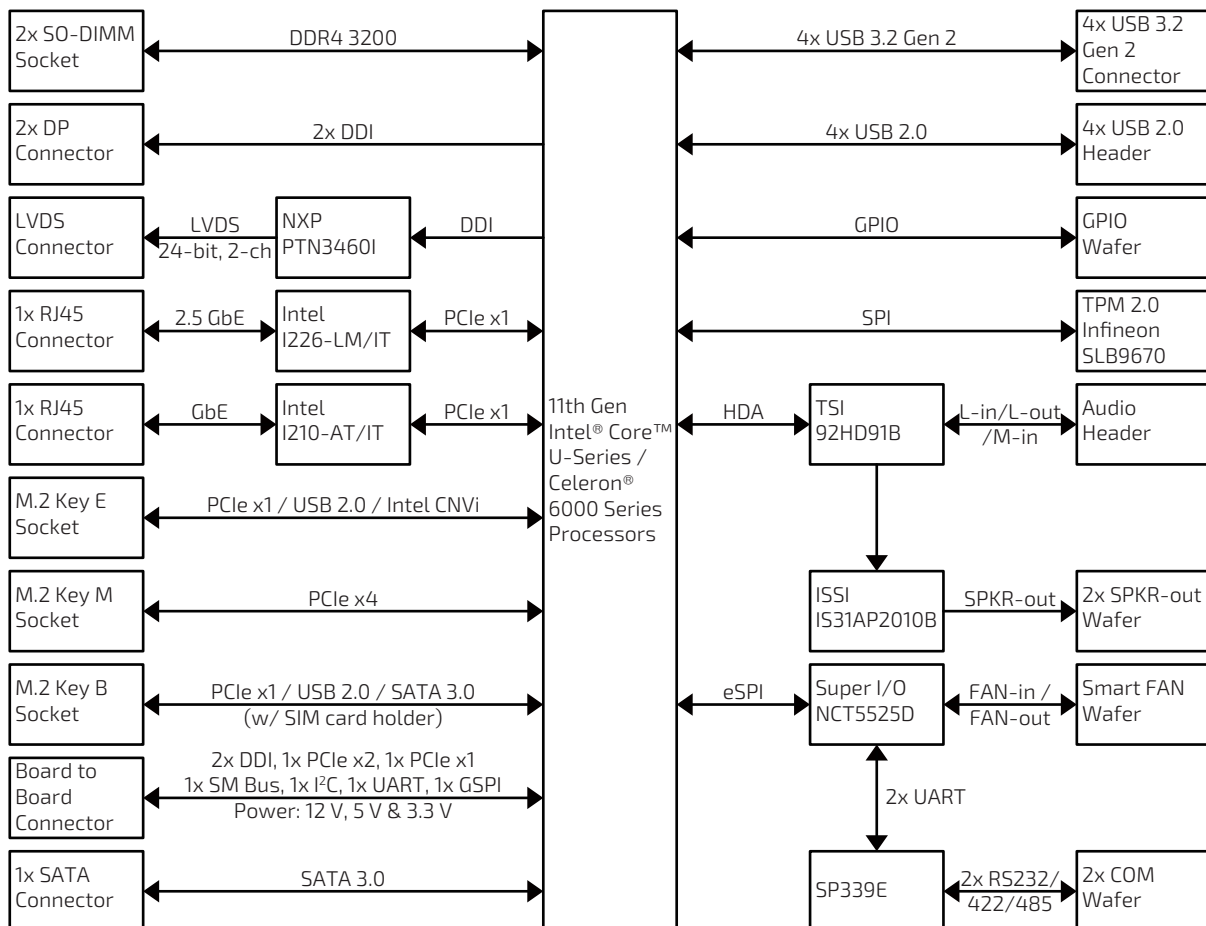 2x SO-DIMM
Socket
DDR4 3200
4x USB 3.2 Gen 2
4x USB 3.2
Gen 2
Connector
2x DP
Connector
2x DDI
4x USB 2.0
4x USB 2.0
Header
LVDS
Connector
LVDS
24-bit, 2-ch
NXP
PTN3460I
DDI
GPIO
GPIO
Wafer
1x RJ45
Connector
2.5 GbE
Intel
I226-LM/IT
PCIe x1
SPI
TPM 2.0
Infineon
SLB9670
1x RJ45
Connector
GbE
Intel
I210-AT/IT
PCIe x1
11th Gen
Intel® Core™
U-Series /
Celeron®
6000 Series
Processors
HDA
TSI
92HD91B
L-in/L-out
/M-in
Audio
Header
M.2 Key E
Socket
PCIe x1 / USB 2.0 / Intel CNVi
M.2 Key M
Socket
PCIe x4
ISSI
IS31AP2010B
SPKR-out
2x SPKR-out
Wafer
M.2 Key B
Socket
PCIe x1 / USB 2.0 / SATA 3.0
(w/ SIM card holder)
eSPI
Super I/O
NCT5525D
FAN-in /
FAN-out
Smart FAN
Wafer
Board to
Board
Connector
2x DDI, 1x PCIe x2, 1x PCIe x1
1x SM Bus, 1x I²C, 1x UART, 1x GSPI
Power: 12 V, 5 V & 3.3 V
2x UART
1x SATA
Connector
SATA 3.0
SP339E
2x RS232/
422/485
2x COM
Wafer